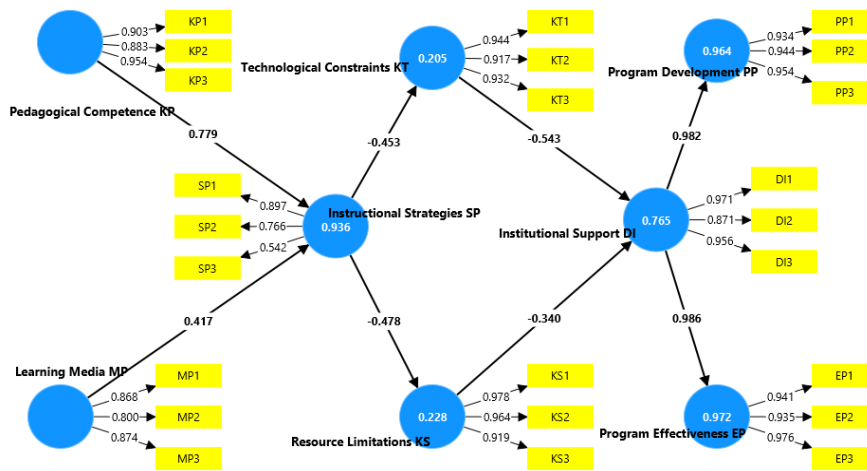 0.903
0.883
0.954
KP1
KP2
KP3
Pedagogical Competence KP
0.779
0.205
Technological Constraints KT
0.944
0.917
0.932
KT1
KT2
KT3
0.964
Program Development PP
0.934
0.944
0.954
PP1
PP2
PP3
-0.453
-0.543
0.982
SP1
SP2
SP3
0.897
0.766
0.542
Instructional Strategies SP
0.936
Institutional Support DI
0.765
0.971
0.871
0.956
DI1
DI2
DI3
0.417
-0.478
-0.340
0.986
Learning Media MP
0.868
0.800
0.874
MP1
MP2
MP3
0.228
Resource Limitations KS
0.978
0.964
0.919
KS1
KS2
KS3
0.972
Program Effectiveness EP
0.941
0.935
0.976
EP1
EP2
EP3